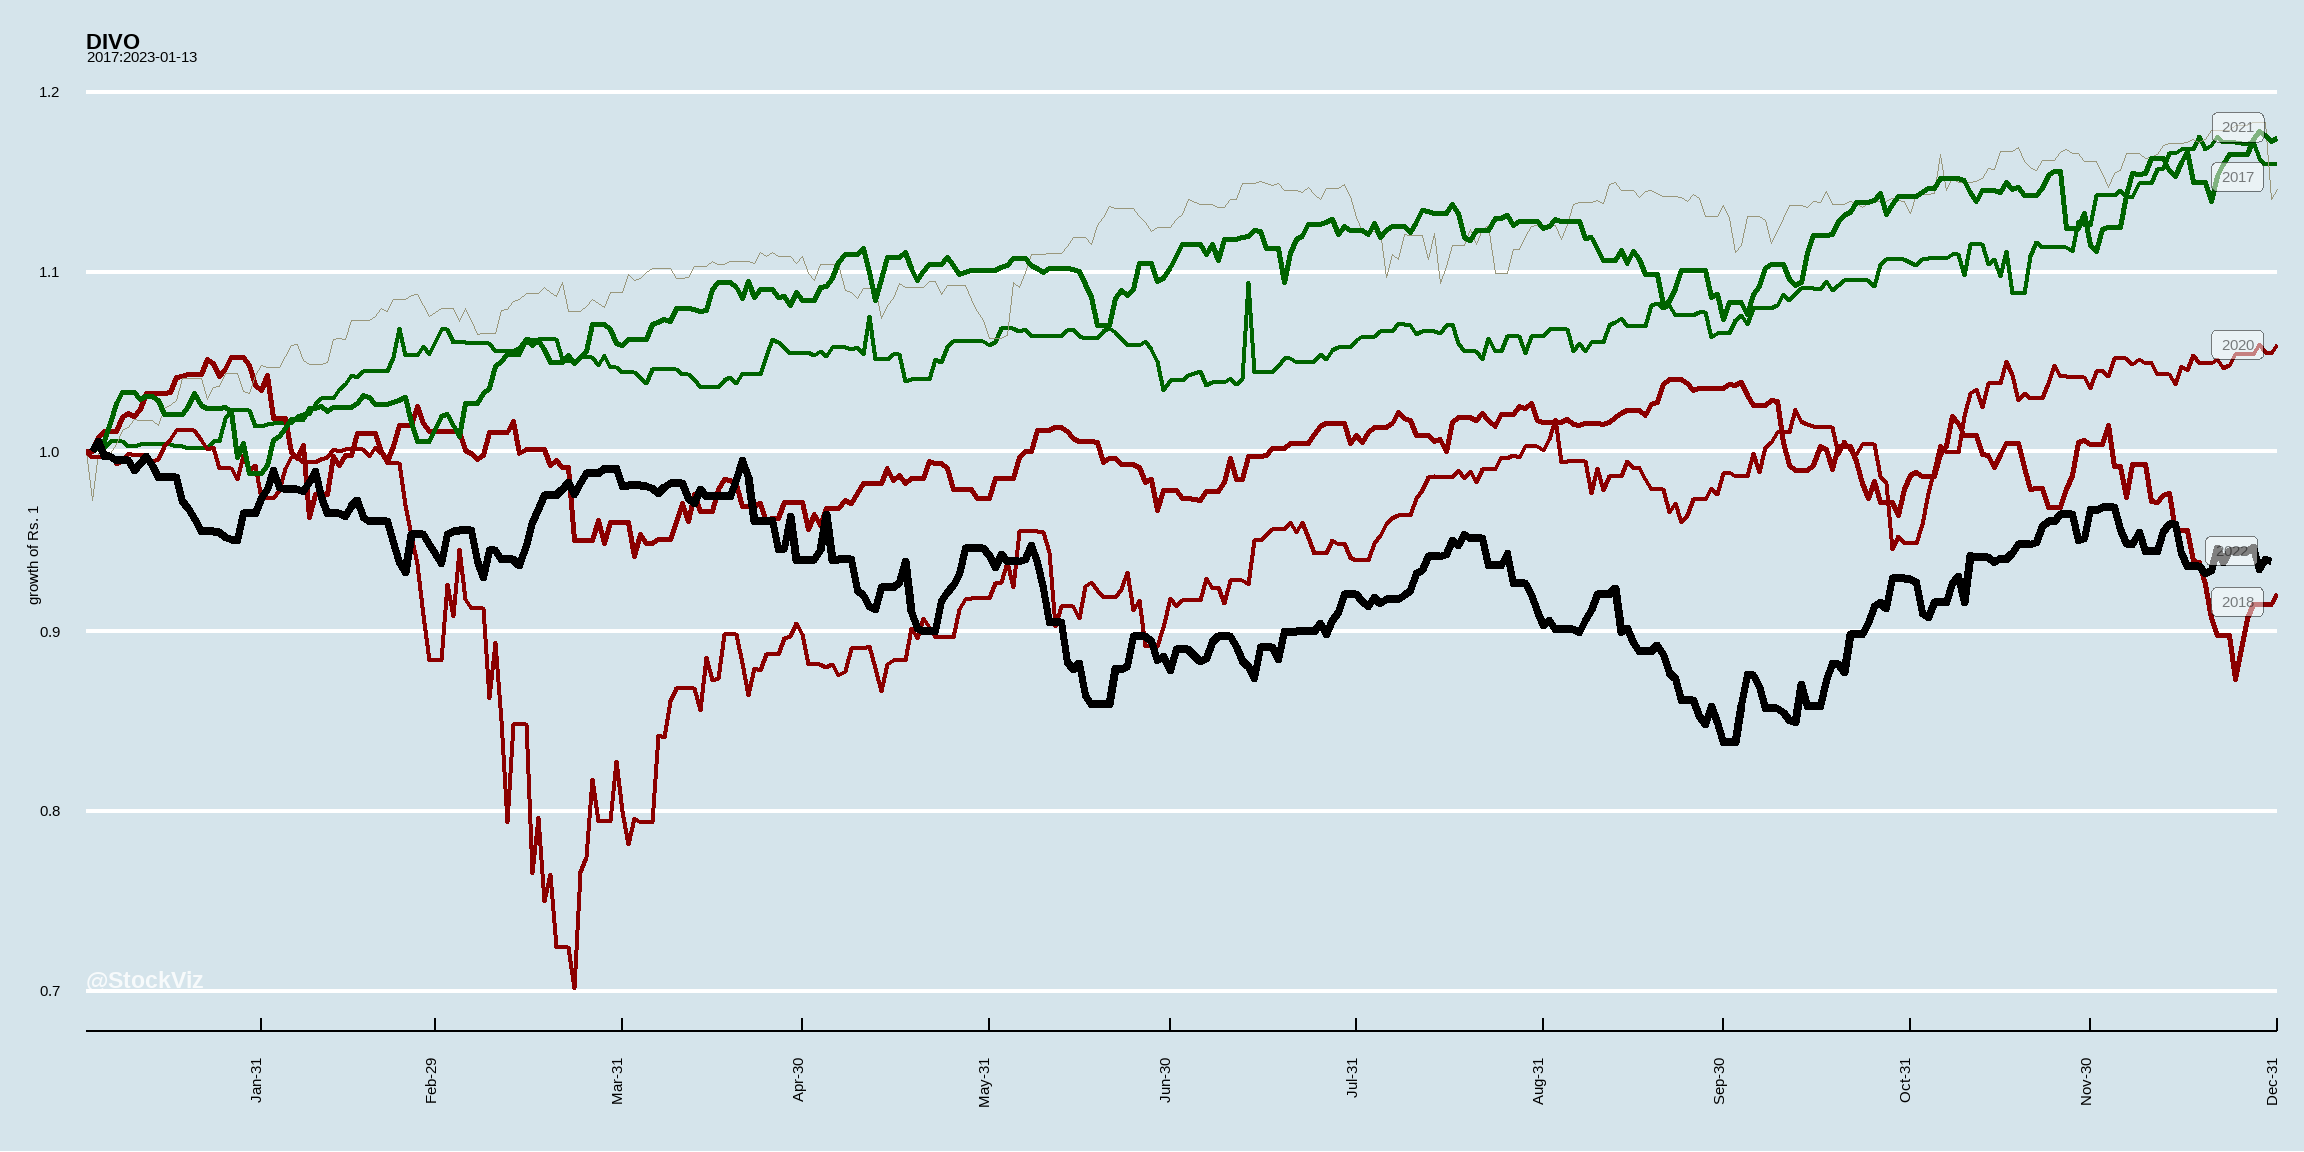 DIVO
2017:2023-01-13
1.2
1.1
1.0
0.9
0.8
0.7
growth of Rs. 1
2021
2017
2020
2022
2018
@StockViz
Jan-31
Feb-29
Mar-31
Apr-30
May-31
Jun-30
Jul-31
Aug-31
Sep-30
Oct-31
Nov-30
Dec-31